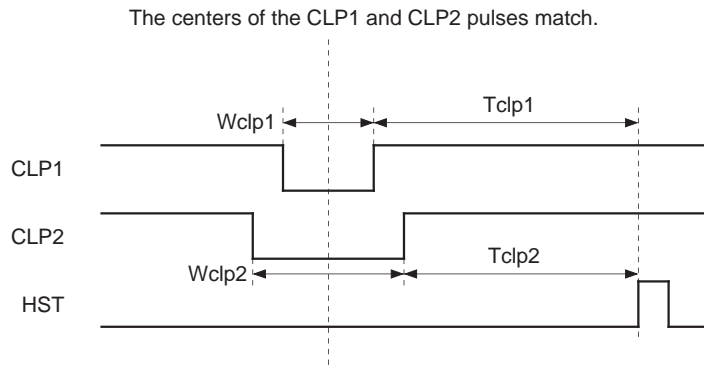 The centers of the CLP1 and CLP2 pulses match.
Wclp1
Tclp1
CLP1
CLP2
Wclp2
Tclp2
HST